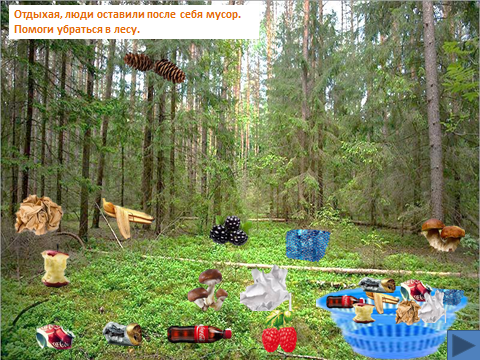 Отдыхая, люди оставили после себя мусор.
Помоги убраться в лесу.